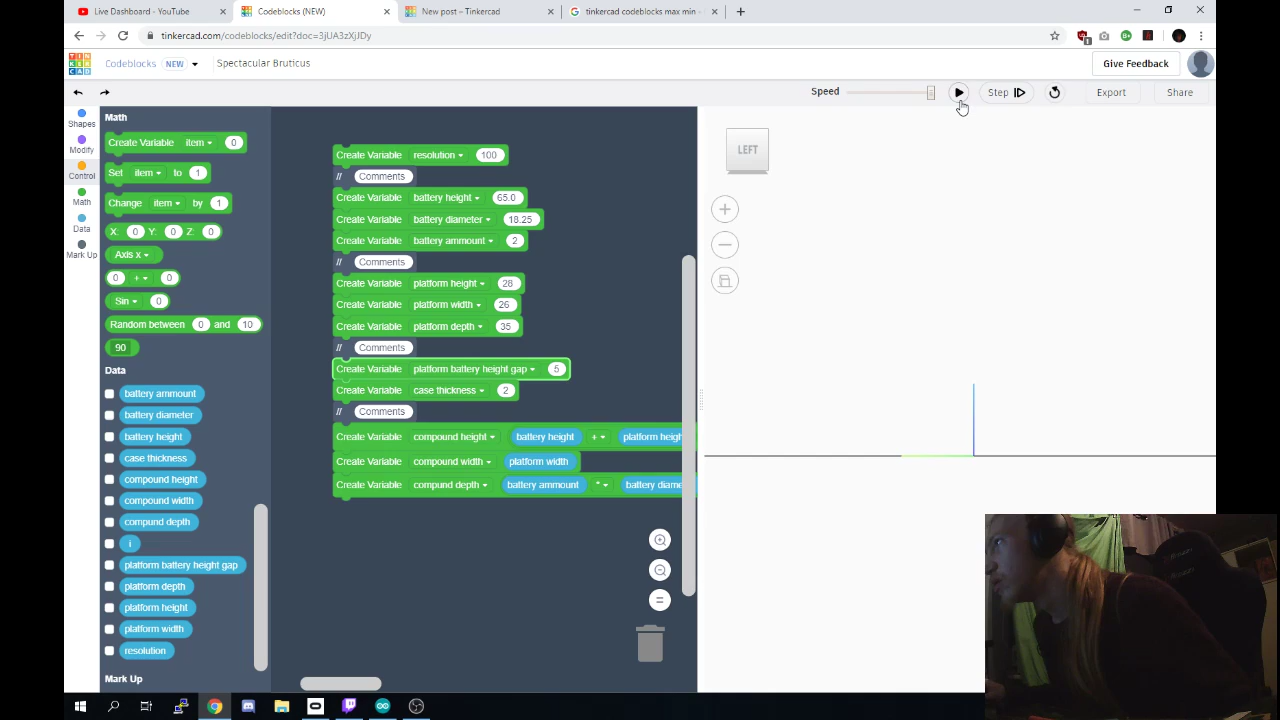 Live Dashboard - YouTube
Codeblocks (NEW)
New post – Tinkercad
tinkercad codeblocks max min -
tinkercad.com/codeblocks/edit?doc=3jUA3zXjJDy
Codeblocks NEW
Spectacular Bruticus
Give Feedback
Speed
Step
Export
Share
Shapes
Modify
Control
Math
Data
Mark Up
Math
Create Variable item 0
Set item to 1
Change item by 1
X: 0 Y: 0 Z: 0
Axis x
0 + 0
Sin 0
Random between 0 and 10
90
Data
battery ammount
battery diameter
battery height
case thickness
compound height
compound width
compund depth
i
platform battery height gap
platform depth
platform height
platform width
resolution
Mark Up
Create Variable resolution 100
// Comments
Create Variable battery height 65.0
Create Variable battery diameter 18.25
Create Variable battery ammount 2
// Comments
Create Variable platform height 28
Create Variable platform width 26
Create Variable platform depth 35
// Comments
Create Variable platform battery height gap 5
Create Variable case thickness 2
// Comments
Create Variable compound height battery height + platform heigh
Create Variable compound width platform width
Create Variable compund depth battery ammount * battery diame
LEFT